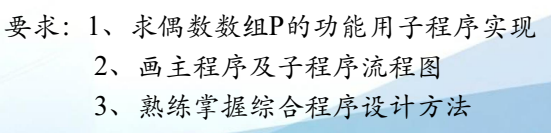 要求：1、求偶数数组P的功能用子程序实现
2、画主程序及子程序流程图
3、熟练掌握综合程序设计方法